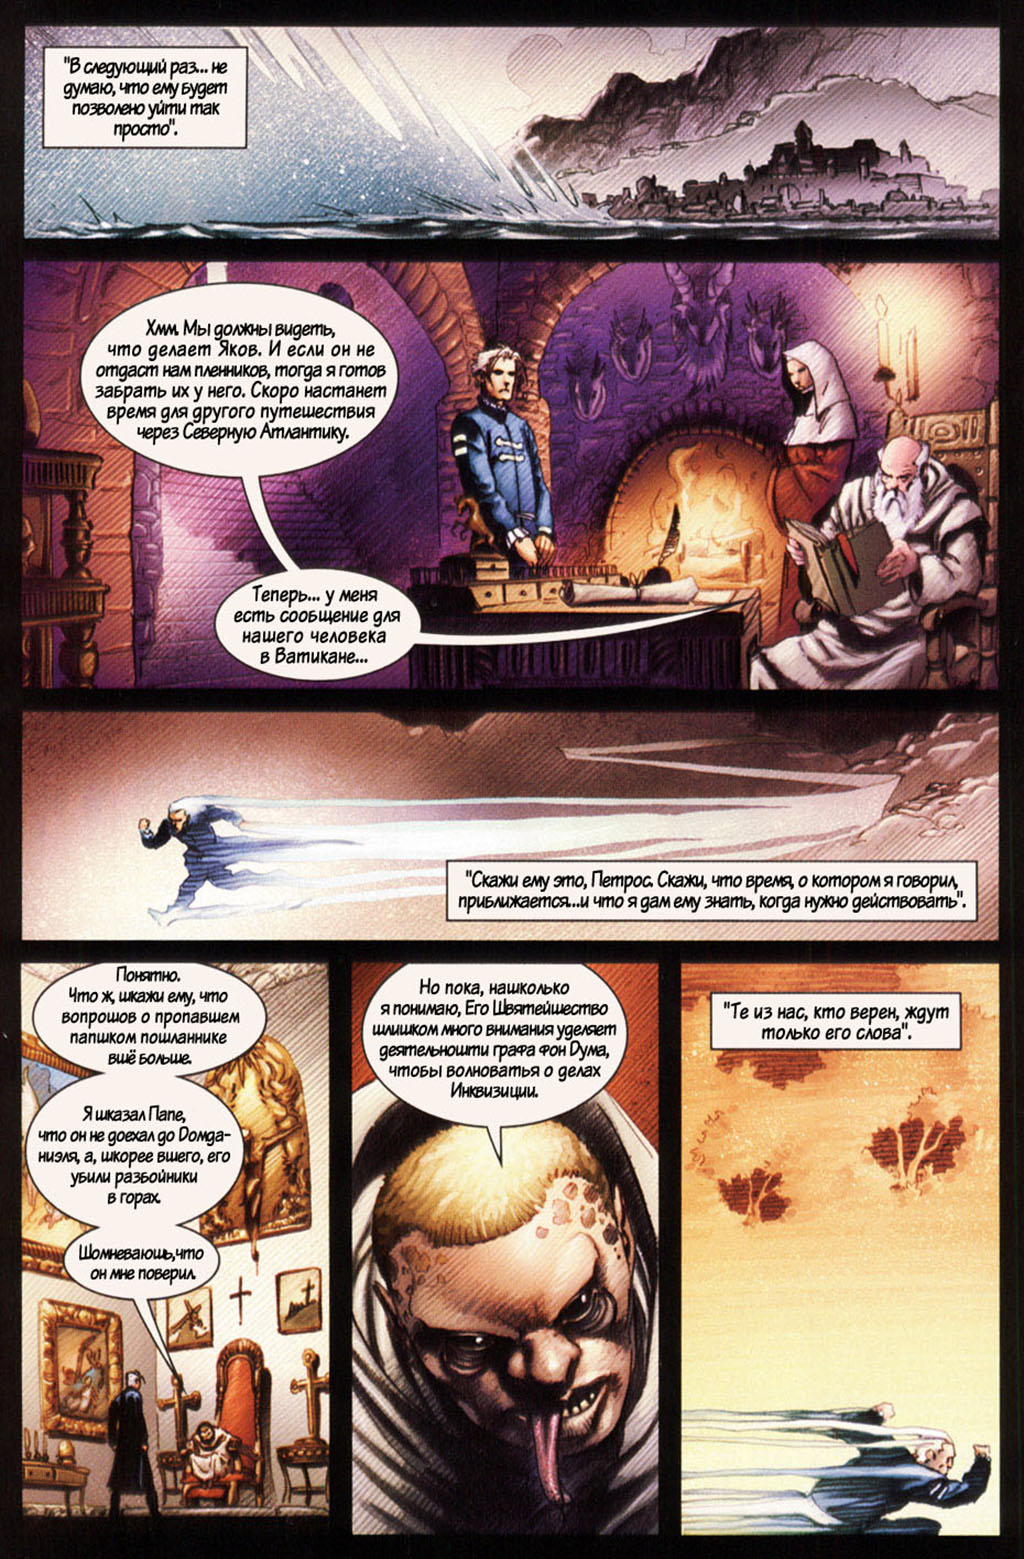 "В следующий раз... не
думаю, что ему будет
позволено уйти так
просто".
Хмм. Мы должны видеть,
что делает Яков. И если он не
отдаст нам пленников, тогда я готов
забрать их у него. Скоро настанет
время для другого путешествия
через Северную Атлантику.
Теперь... у меня
есть сообщение для
нашего человека
в Ватикане...
"Скажи ему это, Петрос. Скажи, что время, о котором я говорил,
приближается...и что я дам ему знать, когда нужно действовать".
Понятно.
Что ж, шкажи ему, что
вопрошов о пропавшем
папшком пошланнике
вшё больше.
Я шказал Папе,
что он не доехал до Домда-
ниэля, а, шкорее вшего, его
убили разбойники
в горах.
Шомневаюшь,что
он мне поверил.
Но пока, нашколько
я понимаю, Его Швятейшество
шлишком много внимания уделяет
деятельношти графа фон Dума,
чтобы волноватья о делах
Инквизиции.
"Те из нас, кто верен, ждут
только его слова".